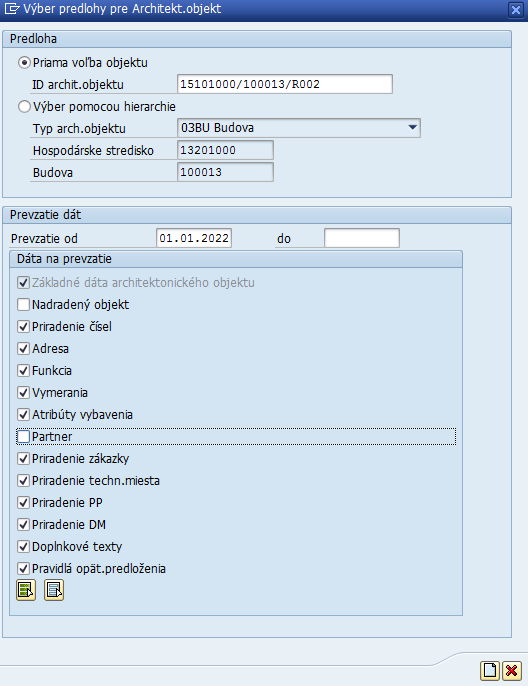 Výber predlohy pre Architekt.objekt
Predloha
Priama voľba objektu
ID archit.objektu 15101000/100013/R002
Výber pomocou hierarchie
Typ arch.objektu 03BU Budova
Hospodárske stredisko 13201000
Budova 100013
Prevzatie dát
Prevzatie od 01.01.2022 do
Dáta na prevzatie
Základné dáta architektonického objektu
Nadradený objekt
Priradenie čísel
Adresa
Funkcia
Vymerania
Atribúty vybavenia
Partner
Priradenie zákazky
Priradenie techn.miesta
Priradenie PP
Priradenie DM
Doplnkové texty
Pravidlá opät.predloženia